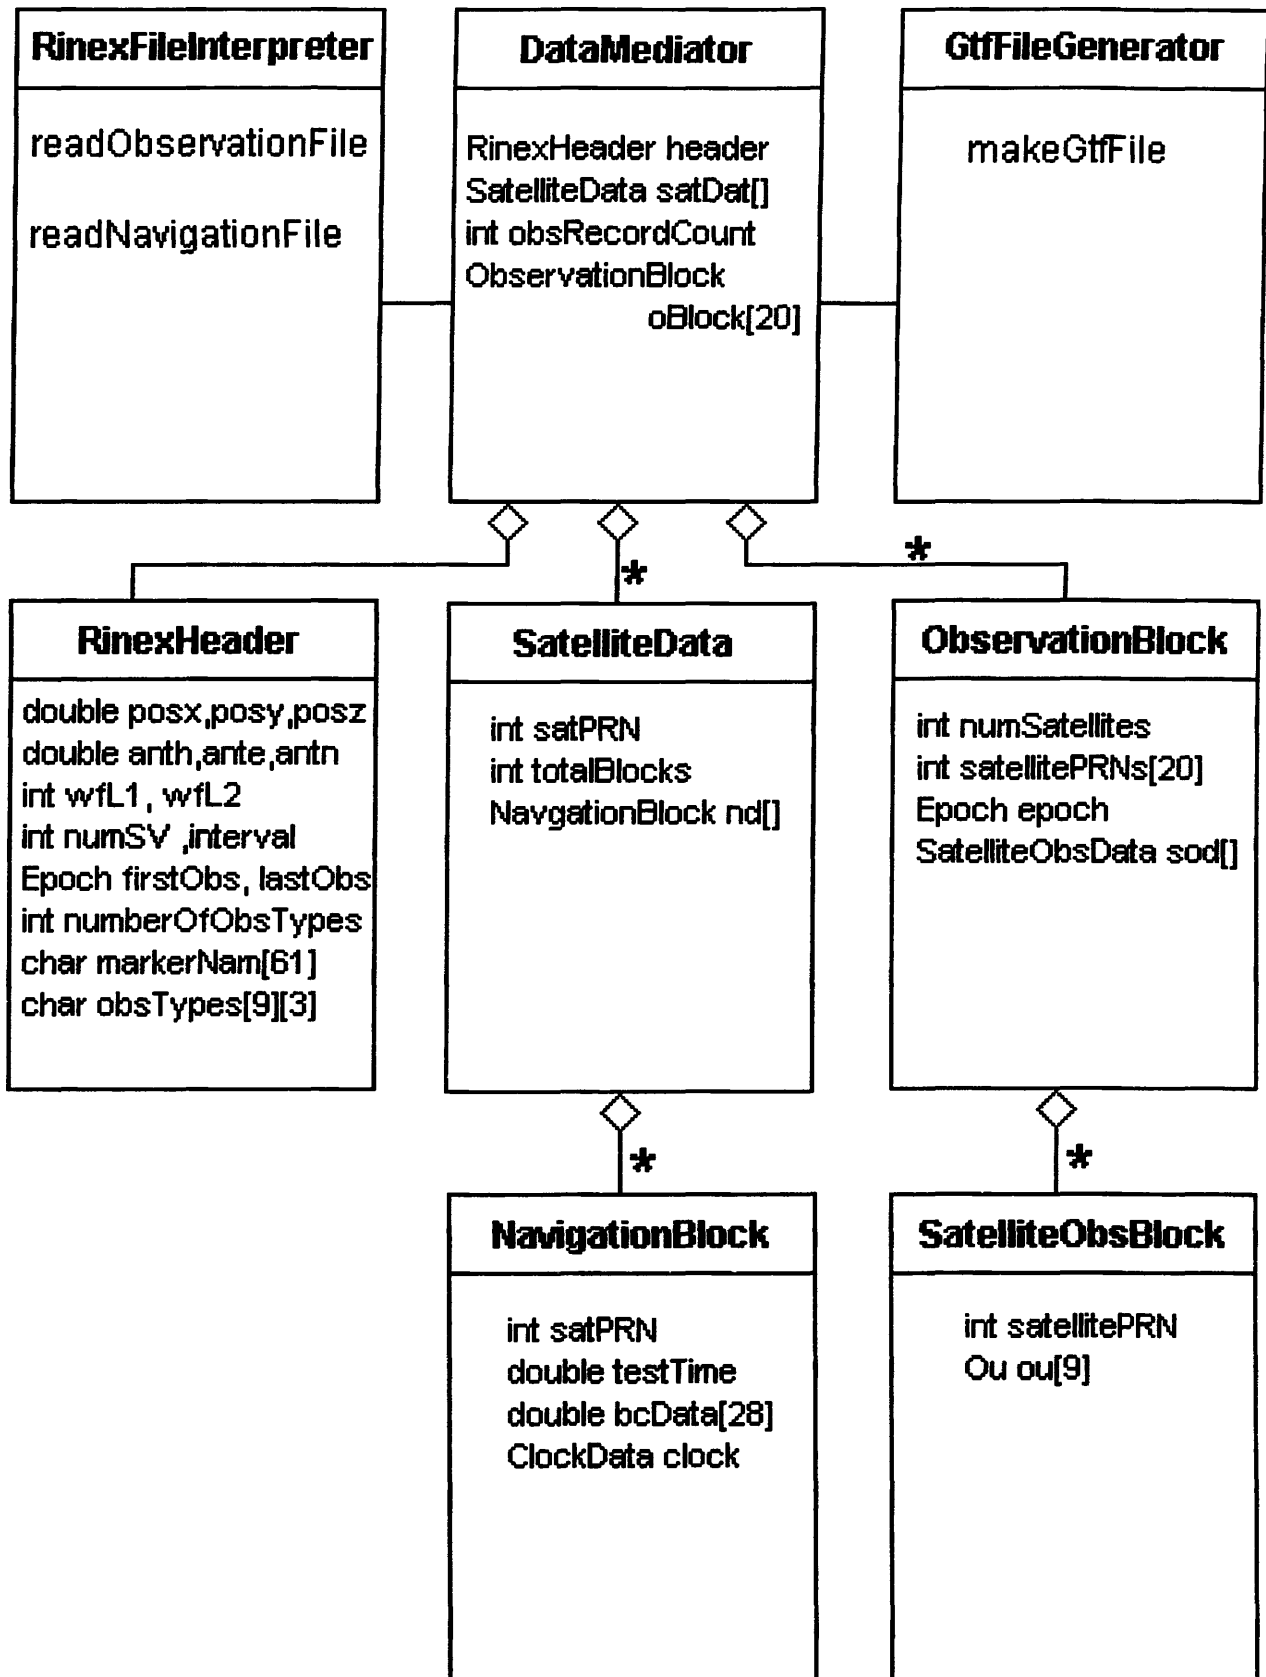 RinexFileInterpreter
readObservationFile
readNavigationFile
DataMediator
RinexHeader header
SatelliteData satDat[]
int obsRecordCount
ObservationBlock
oBlock[20]
GtfFileGenerator
makeGtfFile
*
*
RinexHeader
double posx,posy,posz
double anth,ante,antn
int wfL1, wfL2
int numSV ,interval
Epoch firstObs, lastObs
int numberOfObsTypes
char markerNam[61]
char obsTypes[9][3]
SatelliteData
int satPRN
int totalBlocks
NavgationBlock nd[]
ObservationBlock
int numSatellites
int satellitePRNs[20]
Epoch epoch
SatelliteObsData sod[]
*
*
NavigationBlock
int satPRN
double testTime
double bcData[28]
ClockData clock
SatelliteObsBlock
int satellitePRN
Ou ou[9]